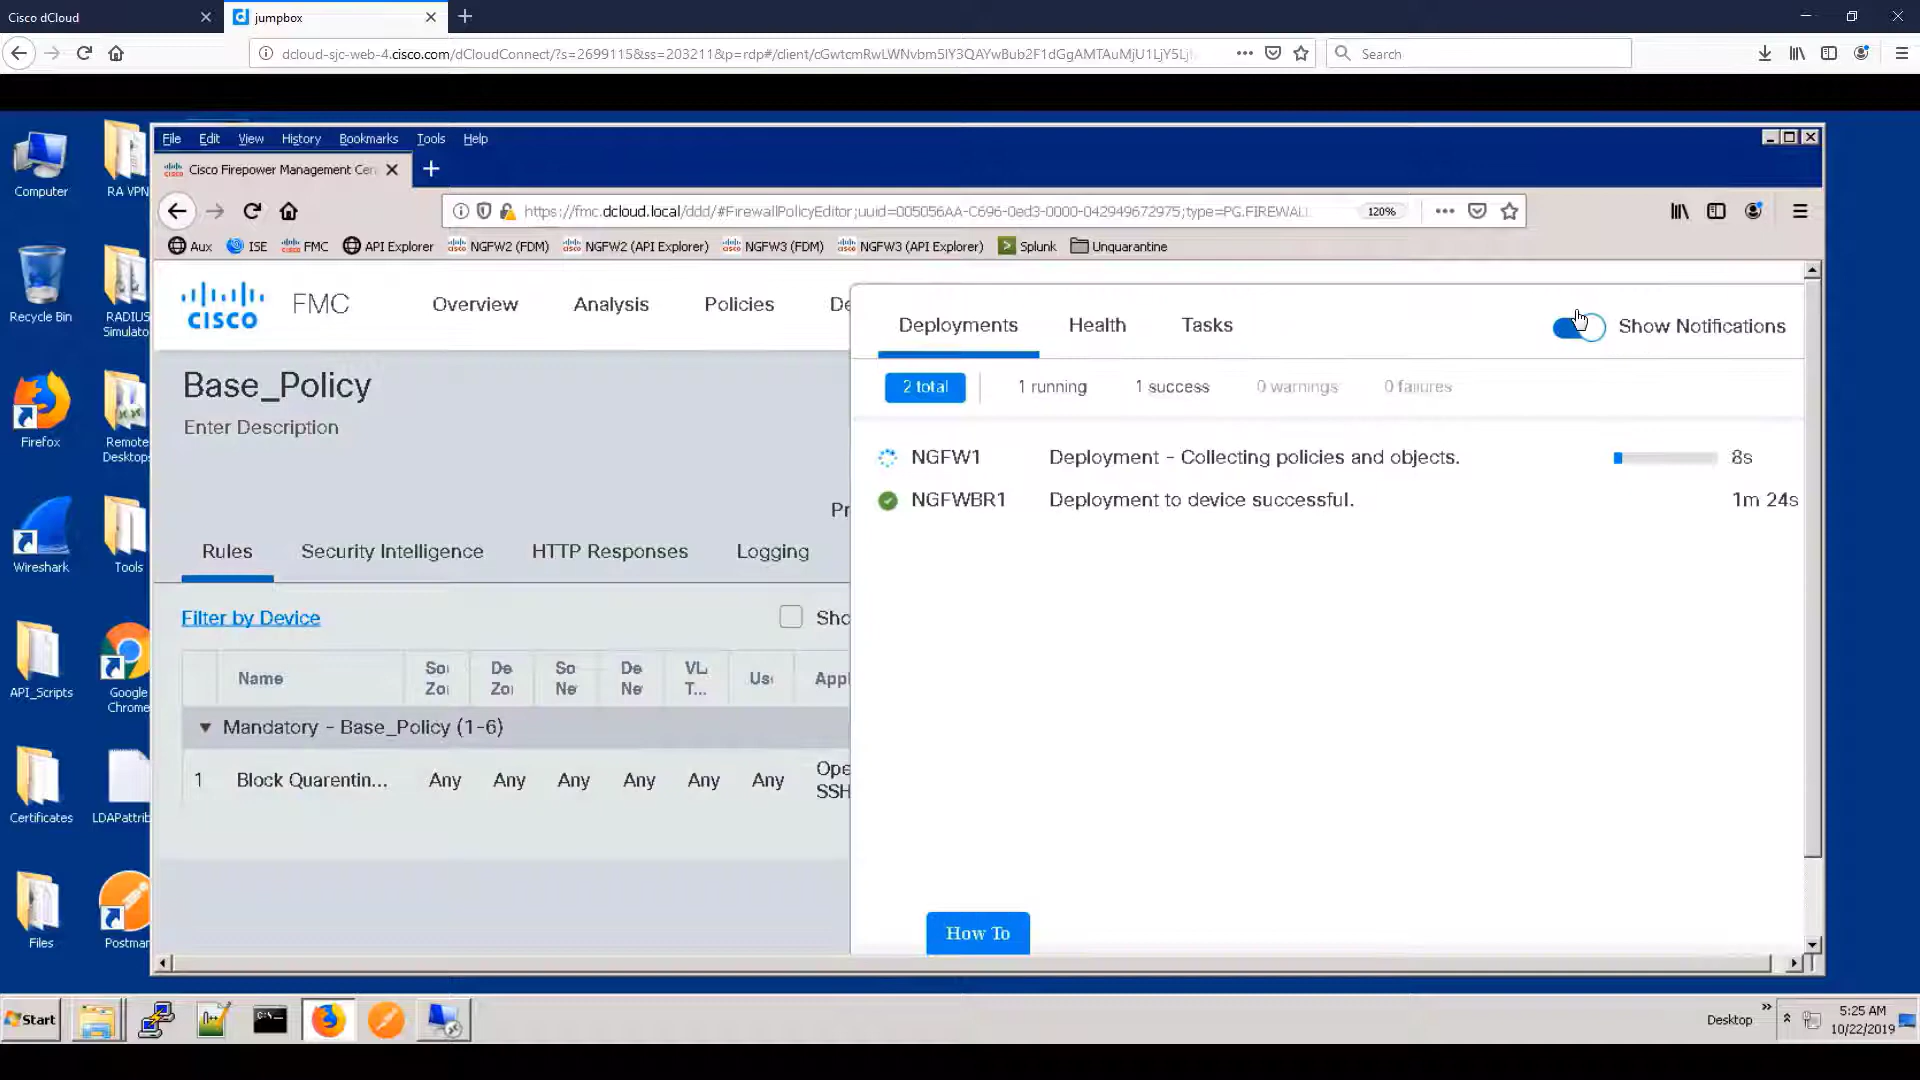 Cisco dCloud
jumpbox
dcloud-sjc-web-4.cisco.com/dCloudConnect/?s=2699115&ss=203211&p=rdp#/client/
Search
File Edit View History Bookmarks Tools Help
Cisco Firepower Management Cen
https://fmc.dcloud.local/ddd/#FirewallPolicyEditor;uuid=005056AA-C696-0ed3-0000-042949672975;type=PG.FIREWAL
120%
Aux ISE FMC API Explorer NGFW2 (FDM) NGFW2 (API Explorer) NGFW3 (FDM) NGFW3 (API Explorer) Splunk Unquarantine
CISCO FMC Overview Analysis Policies De
Deployments Health Tasks Show Notifications
2 total 1 running 1 success 0 warnings 0 failures
NGFW1 Deployment - Collecting policies and objects. 8s
NGFWBR1 Deployment to device successful. 1m 24s
Base_Policy
Enter Description
Pr
Rules Security Intelligence HTTP Responses Logging
Filter by Device Sho
Name So Zo De Zo So Ne De Ne VL T... Us Appl
Mandatory - Base_Policy (1-6)
1 Block Quarentin... Any Any Any Any Any Any Ope SSH
How To
Computer
RA VPN
Recycle Bin
RADIUS
Simulato
Firefox
Remote
Desktop
Wireshark
Tools
API_Scripts
Google
Chrome
Certificates
LDAPattrib
Files
Postman
Start
Desktop
5:25 AM
10/22/2019